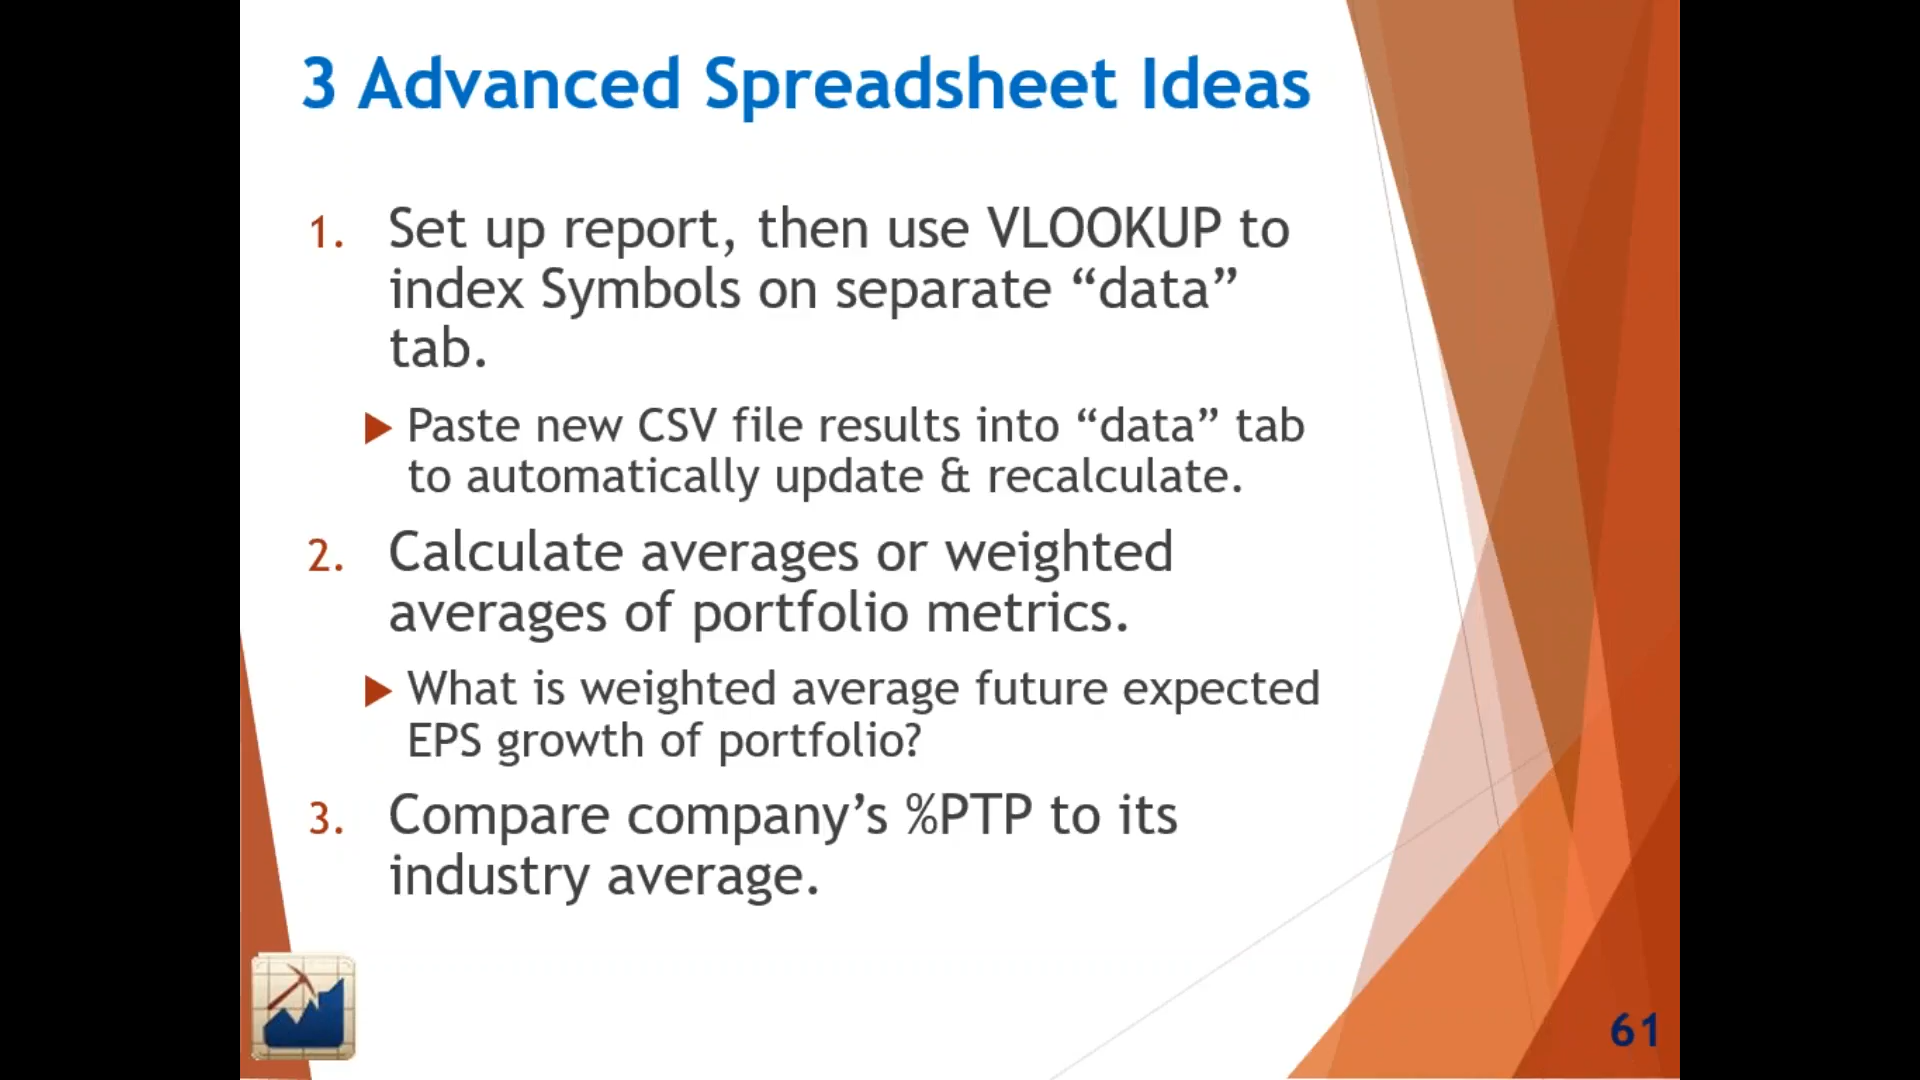 3 Advanced Spreadsheet Ideas
1. Set up report, then use VLOOKUP to
index Symbols on separate “data”
tab.
Paste new CSV file results into “data” tab
to automatically update & recalculate.
2. Calculate averages or weighted
averages of portfolio metrics.
What is weighted average future expected
EPS growth of portfolio?
3. Compare company’s %PTP to its
industry average.
61